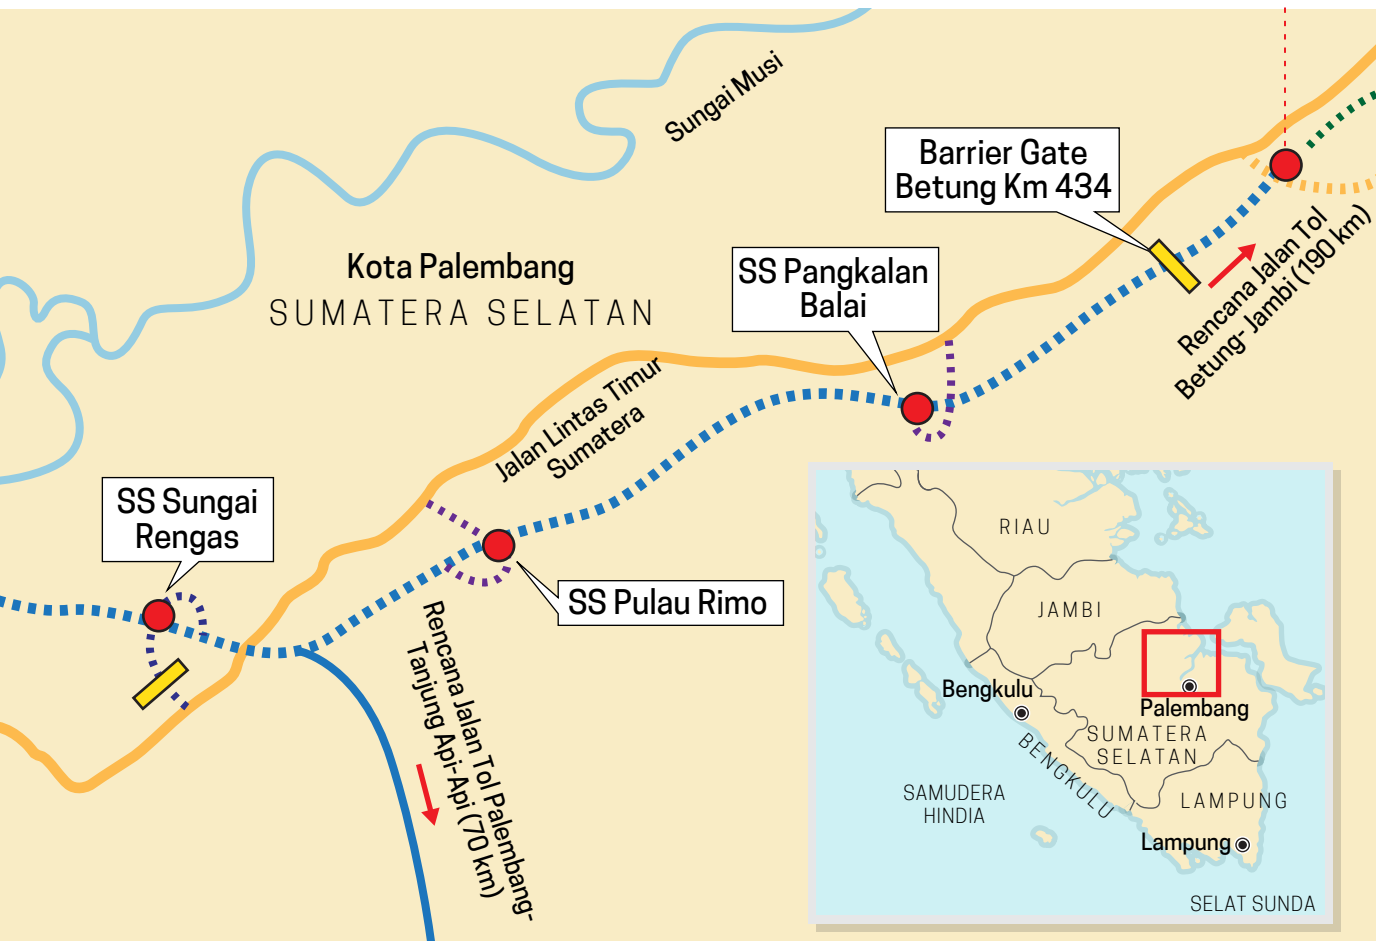 Sungai Musi
Barrier Gate
Betung Km 434
Kota Palembang
SUMATERA SELATAN
SS Pangkalan
Balai
Rencana Jalan Tol
Betung- Jambi (190 km)
Jalan Lintas Timur
Sumatera
SS Sungai
Rengas
SS Pulau Rimo
Rencana Jalan Tol Palembang-
Tanjung Api-Api (70 km)
RIAU
JAMBI
Bengkulu
Palembang
SUMATERA
SELATAN
BENGKULU
LAMPUNG
SAMUDERA
HINDIA
Lampung
SELAT SUNDA